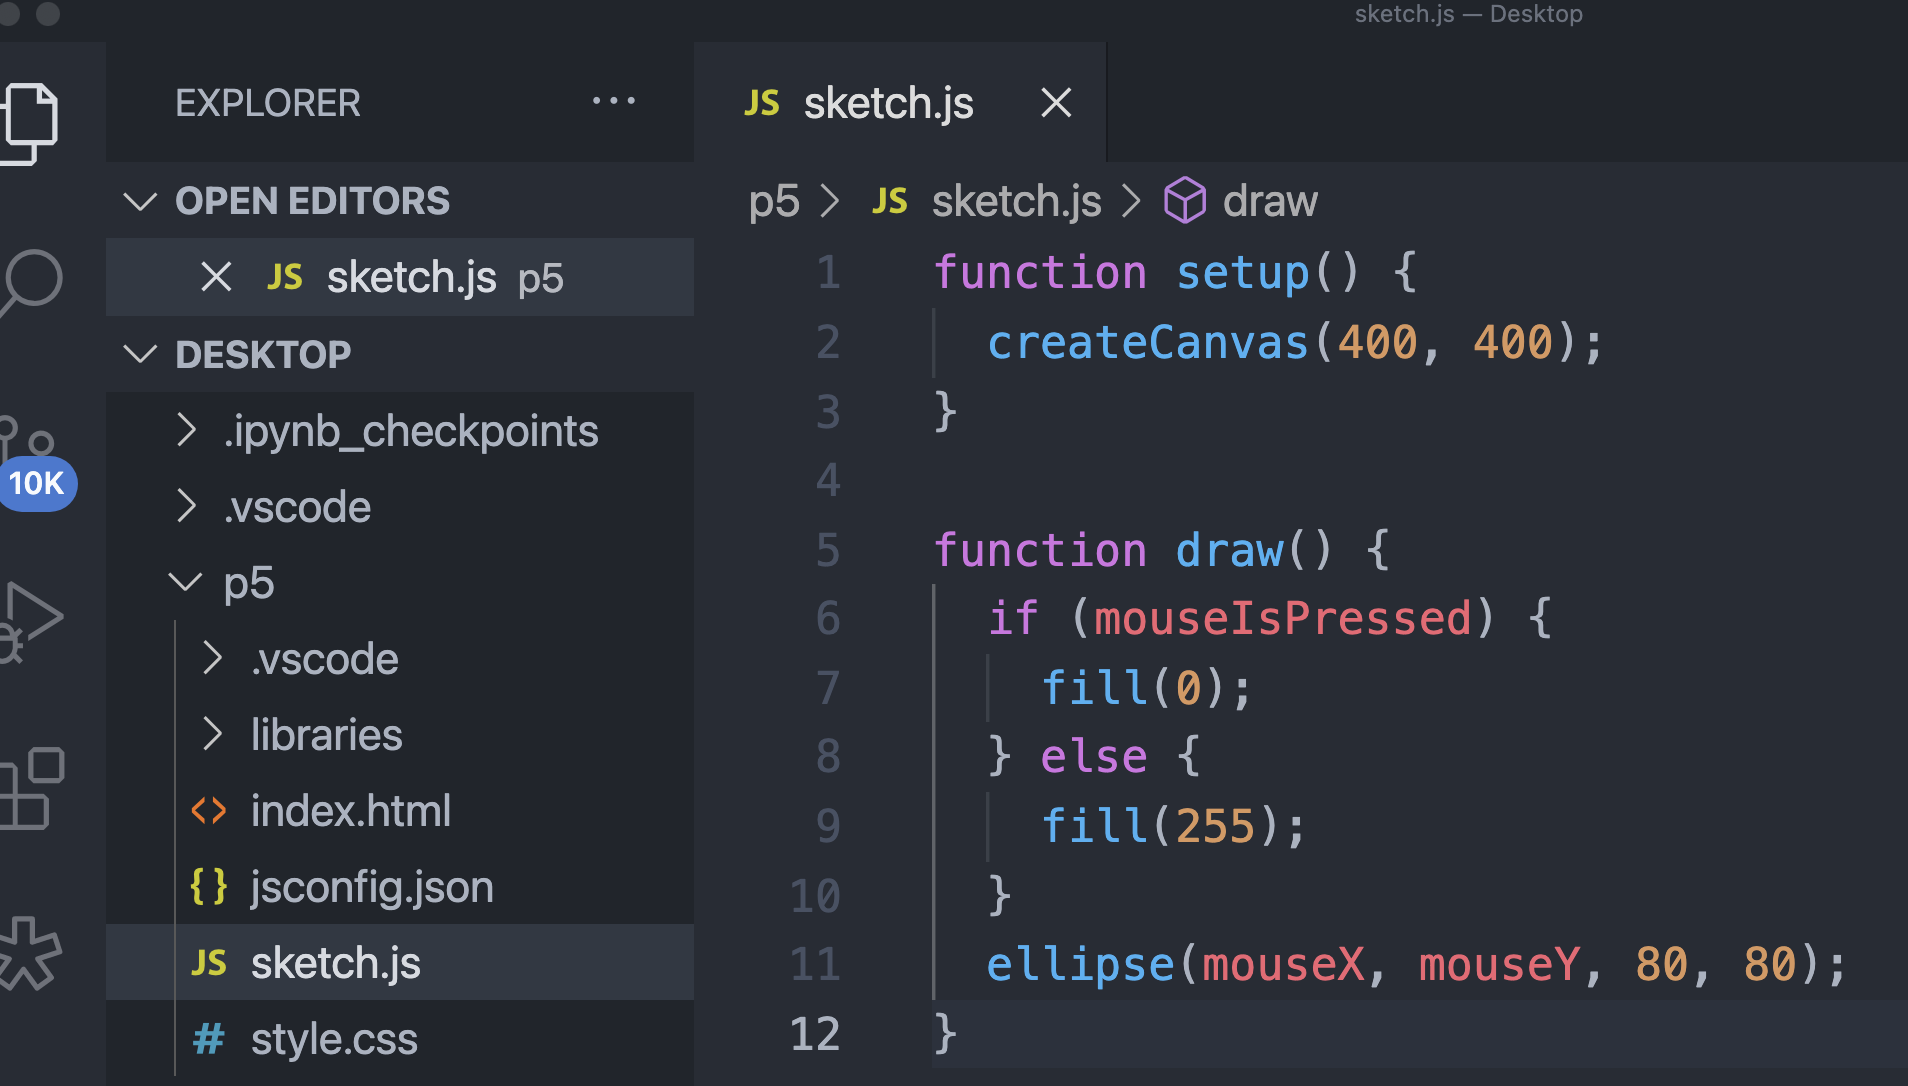 sketch.js — Desktop
EXPLORER
OPEN EDITORS
JS sketch.js p5
DESKTOP
.ipynb_checkpoints
.vscode
p5
.vscode
libraries
<> index.html
{} jsconfig.json
JS sketch.js
# style.css
10K
JS sketch.js
p5 > JS sketch.js > draw
1 function setup() {
2   createCanvas(400, 400);
3 }
4
5 function draw() {
6   if (mouseIsPressed) {
7     fill(0);
8   } else {
9     fill(255);
10   }
11   ellipse(mouseX, mouseY, 80, 80);
12 }